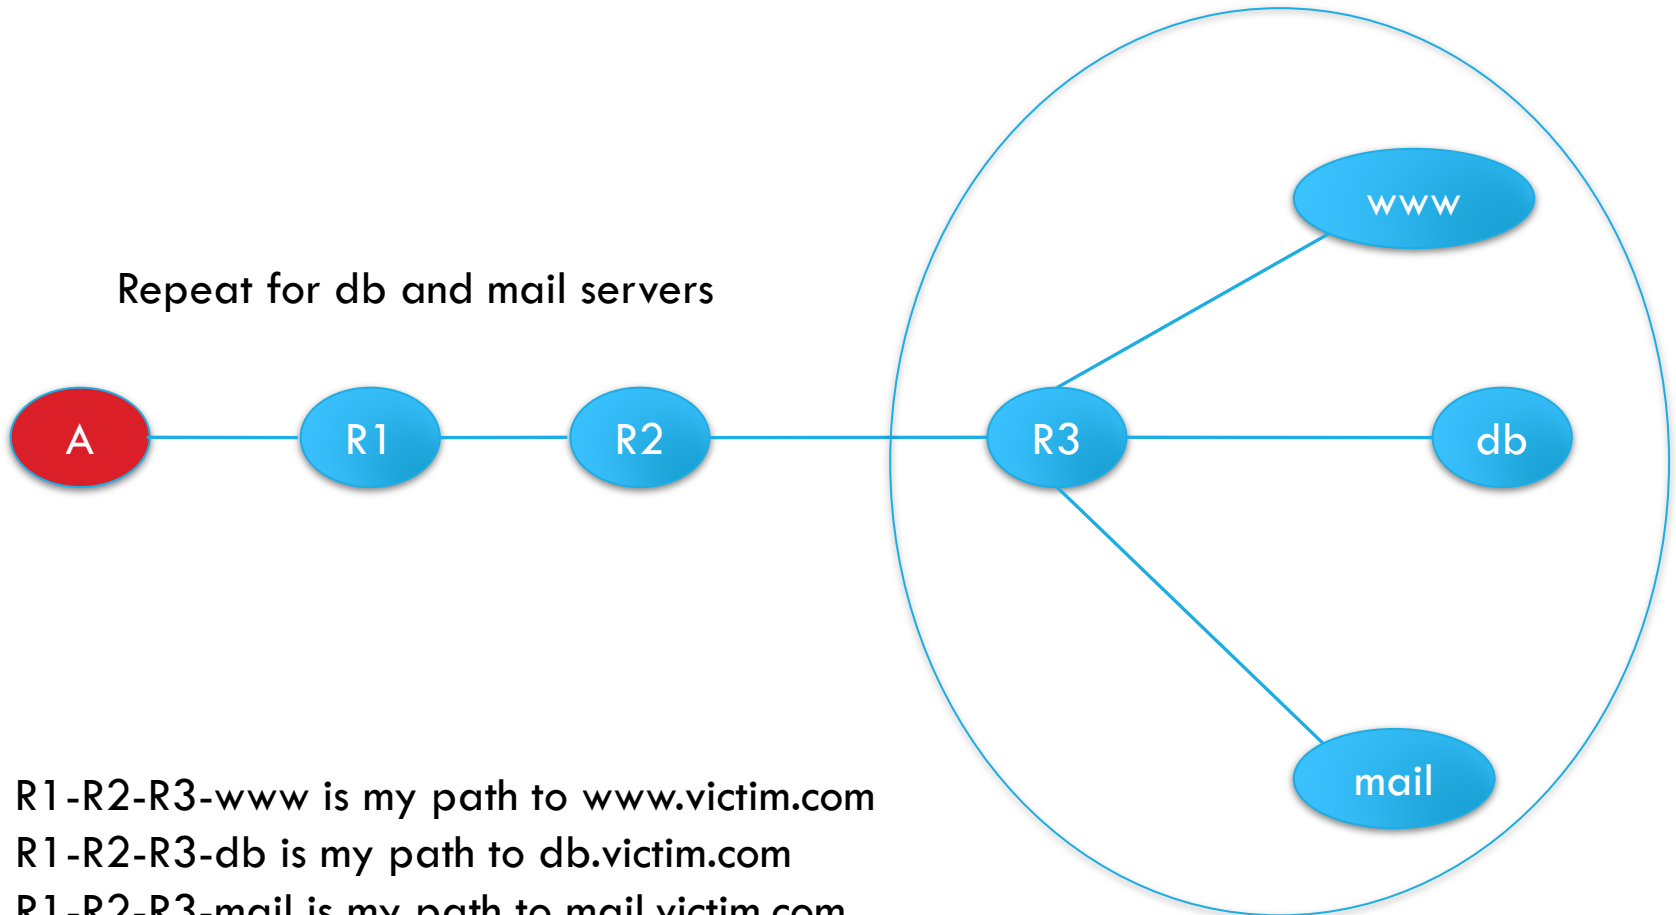 www
Repeat for db and mail servers
A
R1
R2
R3
db
mail
R1-R2-R3-www is my path to www.victim.com
R1-R2-R3-db is my path to db.victim.com
R1-R2-R3-mail is my path to mail.victim.com